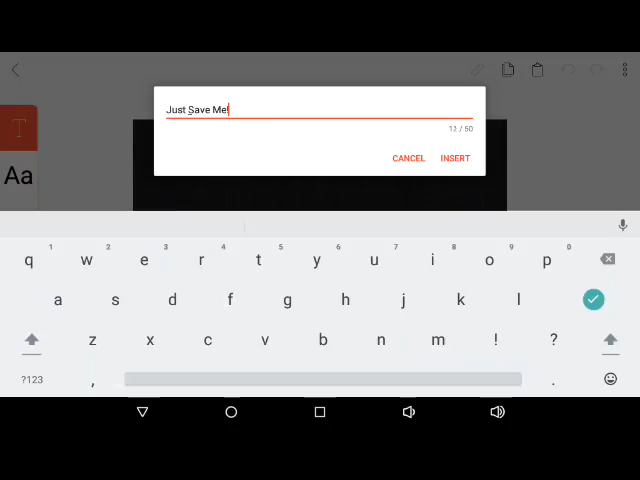 T
Just Save Me!
13 / 50
CANCEL INSERT
Aa
1 2 3 4 5 6 7 8 9 0
q w e r t y u i o p
a s d f g h j k l
z x c v b n m ! ?
?123 , .